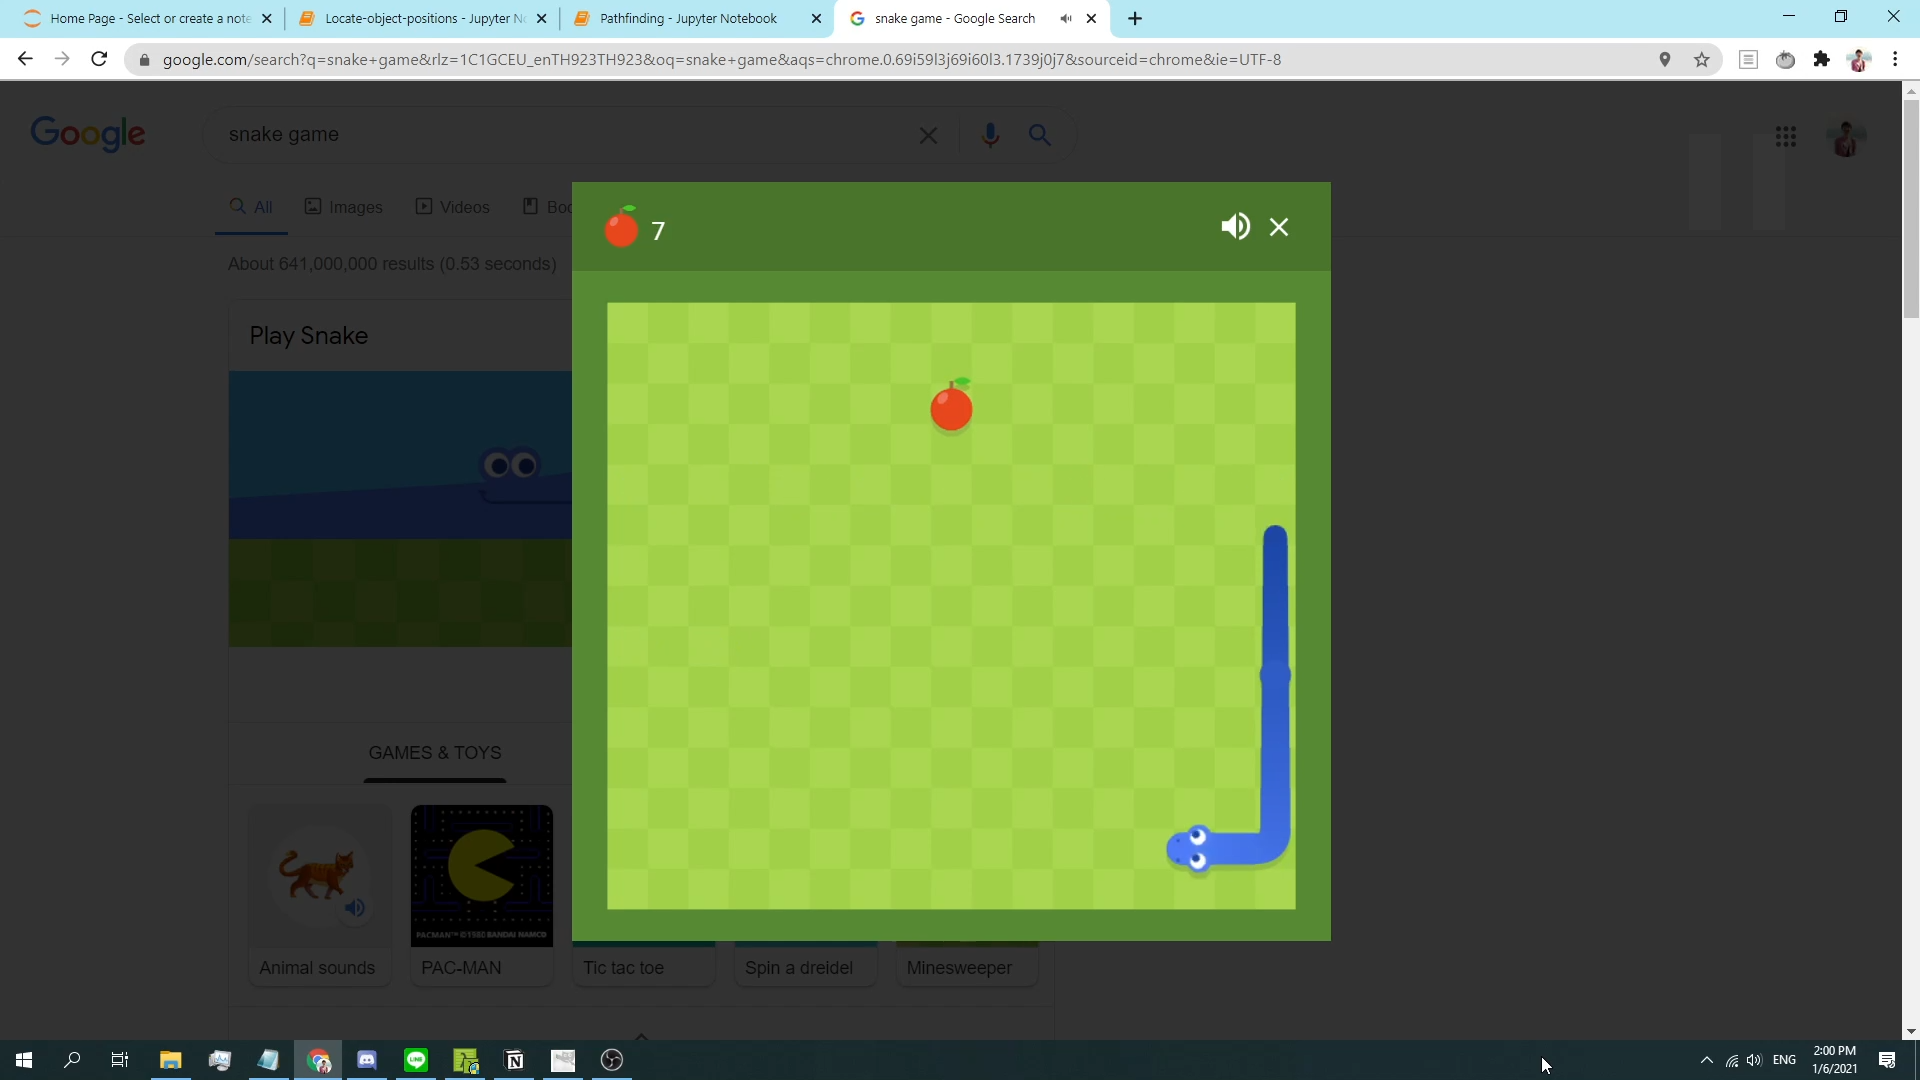 Home Page - Select or create a note
Locate-object-positions - Jupyter N
Pathfinding - Jupyter Notebook
snake game - Google Search
google.com/search?q=snake+game&rlz=1C1GCEU_enTH923TH923&oq=snake+game&aqs=chrome.0.69i59l3j69i60l3.1739j0j7&sourceid=chrome&ie=UTF-8
Google
snake game
All
Images
Videos
Boo
7
About 641,000,000 results (0.53 seconds)
Play Snake
GAMES & TOYS
PACMAN™ ©1980 BANDAI NAMCO
Animal sounds
PAC-MAN
Tic tac toe
Spin a dreidel
Minesweeper
ENG
2:00 PM
1/6/2021